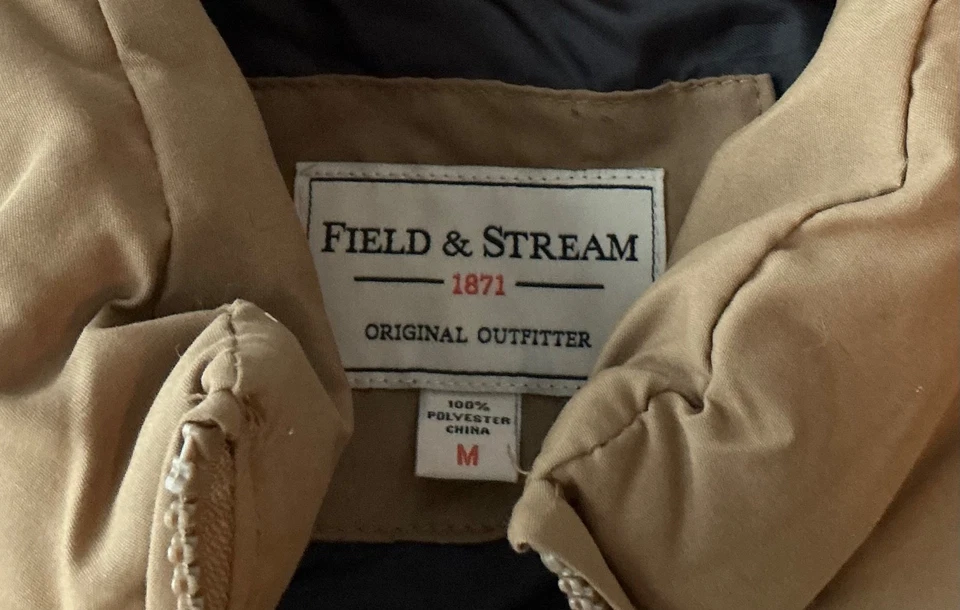 FIELD & STREAM
1871
ORIGINAL OUTFITTER
100%
POLYESTER
CHINA
M